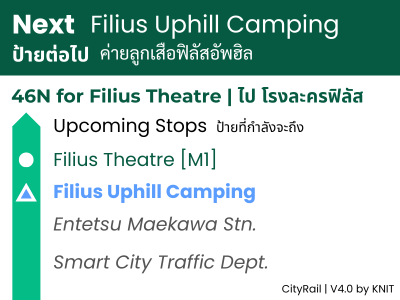 Next Filius Uphill Camping
ป้ายต่อไป ค่ายลูกเสือฟิลัสอัพฮิล
46N for Filius Theatre | ไป โรงละครฟิลัส
Upcoming Stops ป้ายที่กำลังจะถึง
Filius Theatre [M1]
Filius Uphill Camping
Entetsu Maekawa Stn.
Smart City Traffic Dept.
CityRail | V4.0 by KNIT